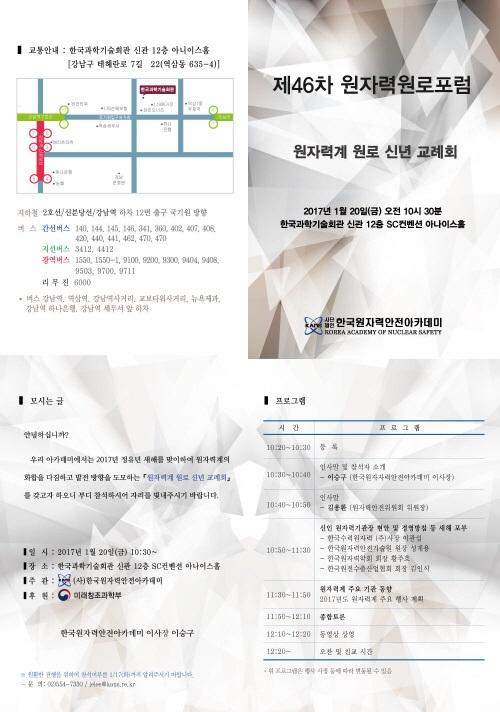 교통안내 : 한국과학기술회관 신관 12층 아나이스홀
[강남구 테헤란로 7길 22(역삼동 635-4)]
한국과학기술회관
지하철 2호선/신분당선/강남역 하차 12번 출구 국기원 방향
버 스 간선버스 140, 144, 145, 146, 341, 360, 402, 407, 408,
420, 440, 441, 462, 470, 470
지선버스 3412, 4412
광역버스 1550, 1550-1, 9100, 9200, 9300, 9404, 9408,
9503, 9700, 9711
리 무 진 6000
* 버스 강남역, 역삼역, 강남역사거리, 교보타워사거리, 뉴욕제과,
강남역 하나은행, 강남역 세무서 앞 하차
제46차 원자력원로포럼
원자력계 원로 신년 교례회
2017년 1월 20일(금) 오전 10시 30분
한국과학기술회관 신관 12층 SC컨벤션 아나이스홀
KANS 사단법인 한국원자력안전아카데미
KOREA ACADEMY OF NUCLEAR SAFETY
모시는 글
안녕하십니까?
우리 아카데미에서는 2017년 정유년 새해를 맞이하여 원자력계의
화합을 다짐하고 발전 방향을 도모하는 『원자력계 원로 신년 교례회』
를 갖고자 하오니 부디 참석하시어 자리를 빛내주시기 바랍니다.
일 시 : 2017년 1월 20일(금) 10:30~
장 소 : 한국과학기술회관 신관 12층 SC컨벤션 아나이스홀
주 관 : (사)한국원자력안전아카데미
후 원 : 미래창조과학부
한국원자력안전아카데미 이사장 이승구
※ 원활한 진행을 위하여 참석여부를 1/17(화)까지 알려주시기 바랍니다.
- 문 의: 02)554-7330 / jelee@kans.re.kr
프로그램
시 간 프 로 그 램
10:20~10:30 등 록
10:30~10:40 인사말 및 참석자 소개
- 이승구 (한국원자력안전아카데미 이사장)
10:40~10:50 인사말
- 김용환 (원자력안전위원회 위원장)
10:50~11:30 신인 원자력기관장 현안 및 경영방침 등 새해 포부
- 한국수력원자력(주)사장 이관섭
- 한국원자력안전기술원 원장 성게용
- 한국원자력학회 회장 황주호
- 한국원전수출산업협회 회장 김인식
11:30~11:50 원자력계 주요 기관 동향
2017년도 원자력계 주요 행사 계획
11:50~12:10 종합토론
12:10~12:20 동영상 상영
12:20~ 오찬 및 친교 시간
* 위 프로그램은 행사 사정 등에 따라 변동될 수 있음